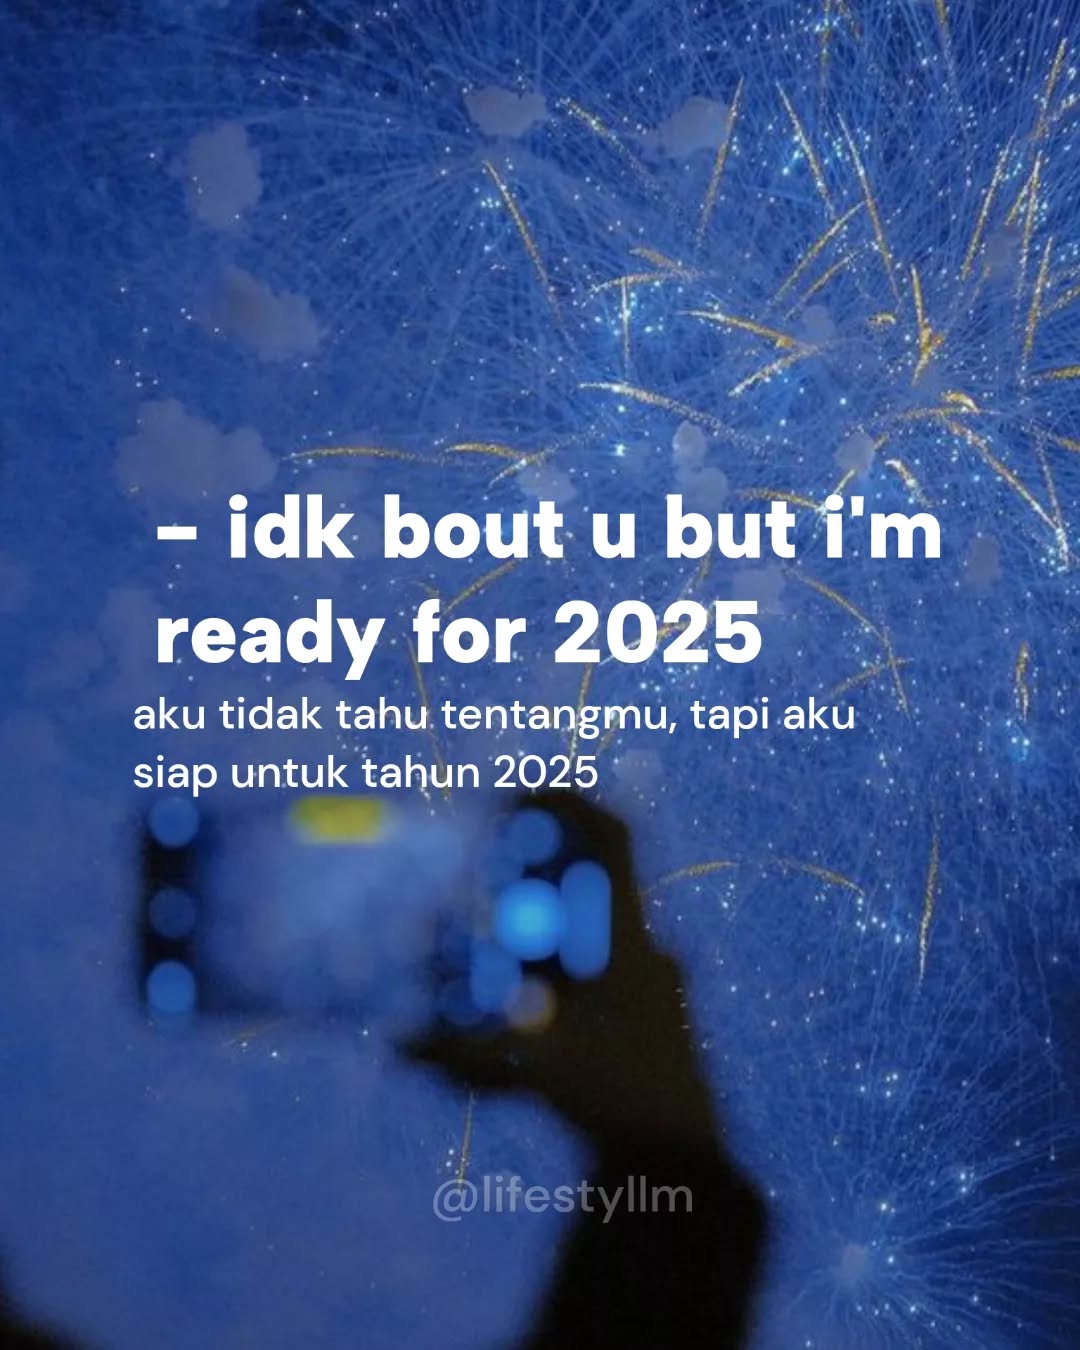 – idk bout u but i'm
ready for 2025
aku tidak tahu tentangmu, tapi aku
siap untuk tahun 2025
@lifestyllm